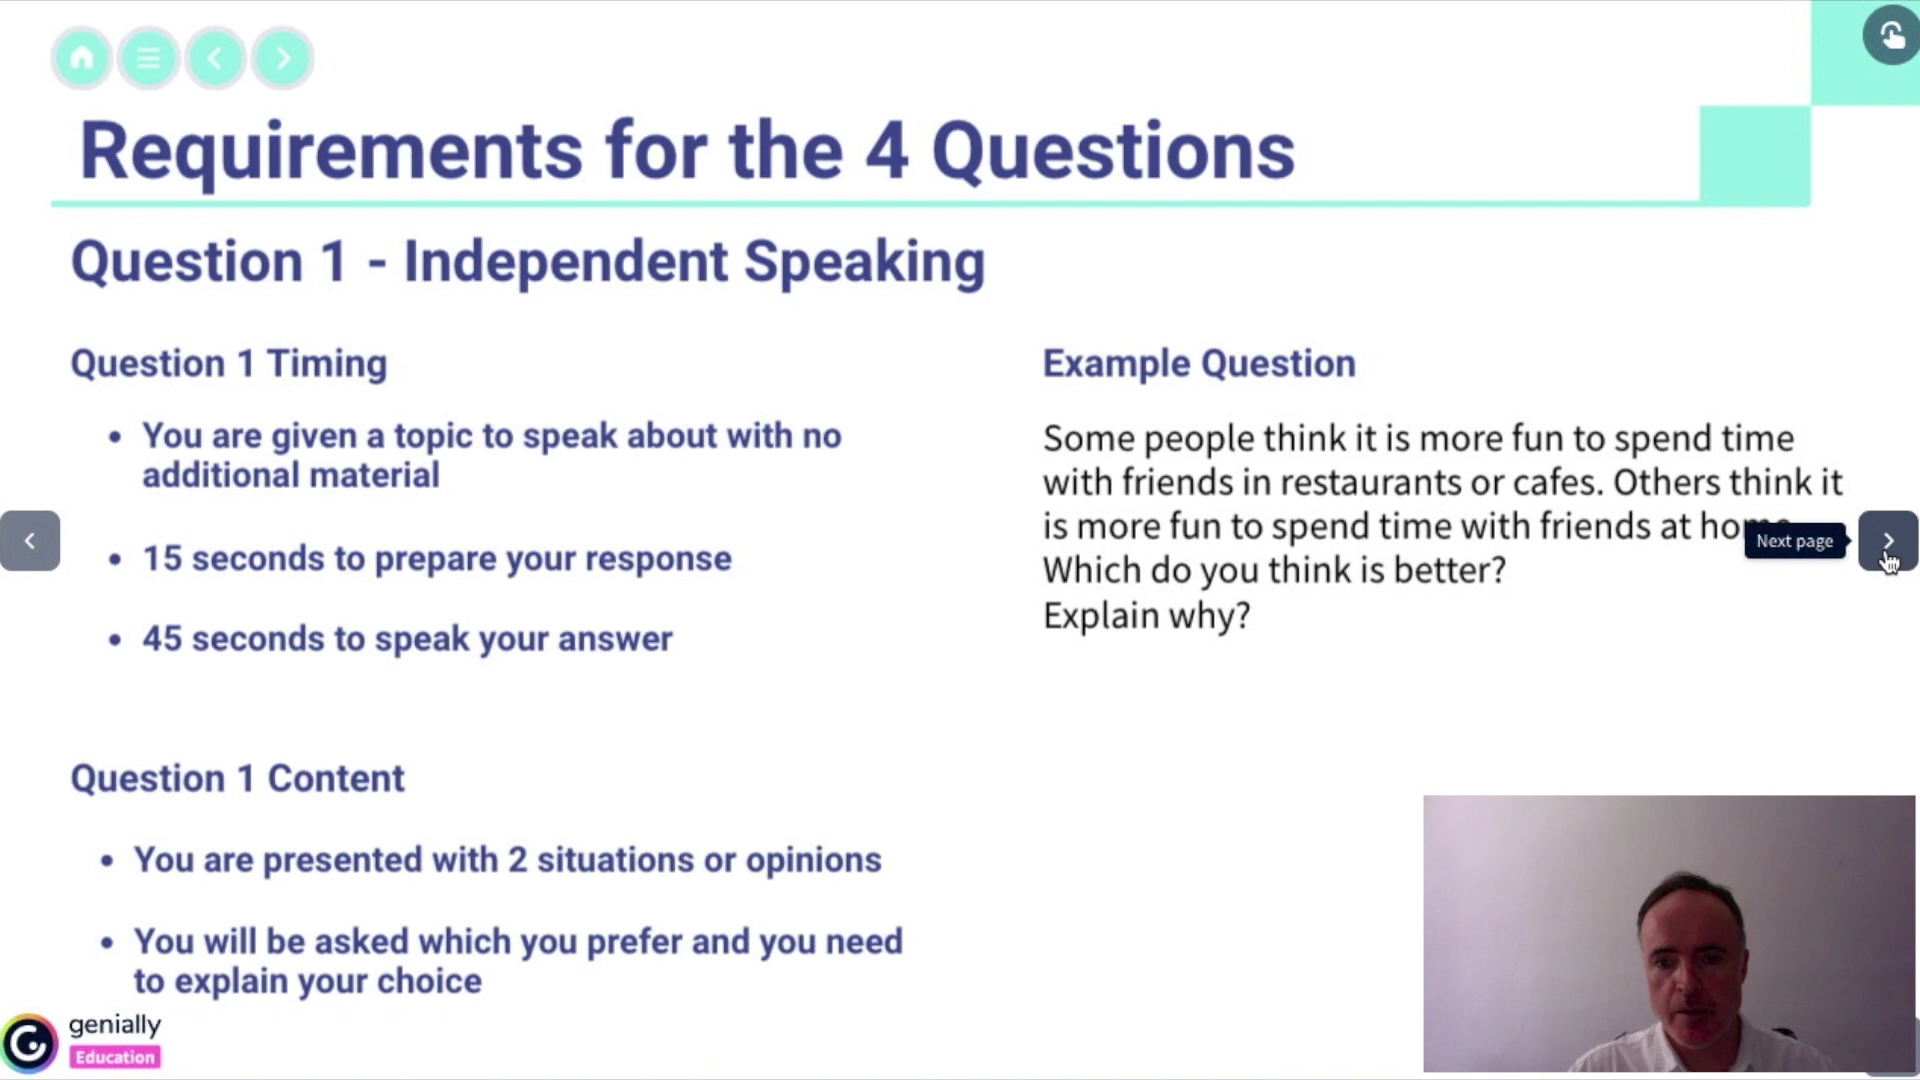 Requirements for the 4 Questions
Question 1 - Independent Speaking
Question 1 Timing
• You are given a topic to speak about with no
additional material
• 15 seconds to prepare your response
• 45 seconds to speak your answer
Question 1 Content
• You are presented with 2 situations or opinions
• You will be asked which you prefer and you need
to explain your choice
Example Question
Some people think it is more fun to spend time
with friends in restaurants or cafes. Others think it
is more fun to spend time with friends at
Which do you think is better?
Explain why?
Next page
genially
Education